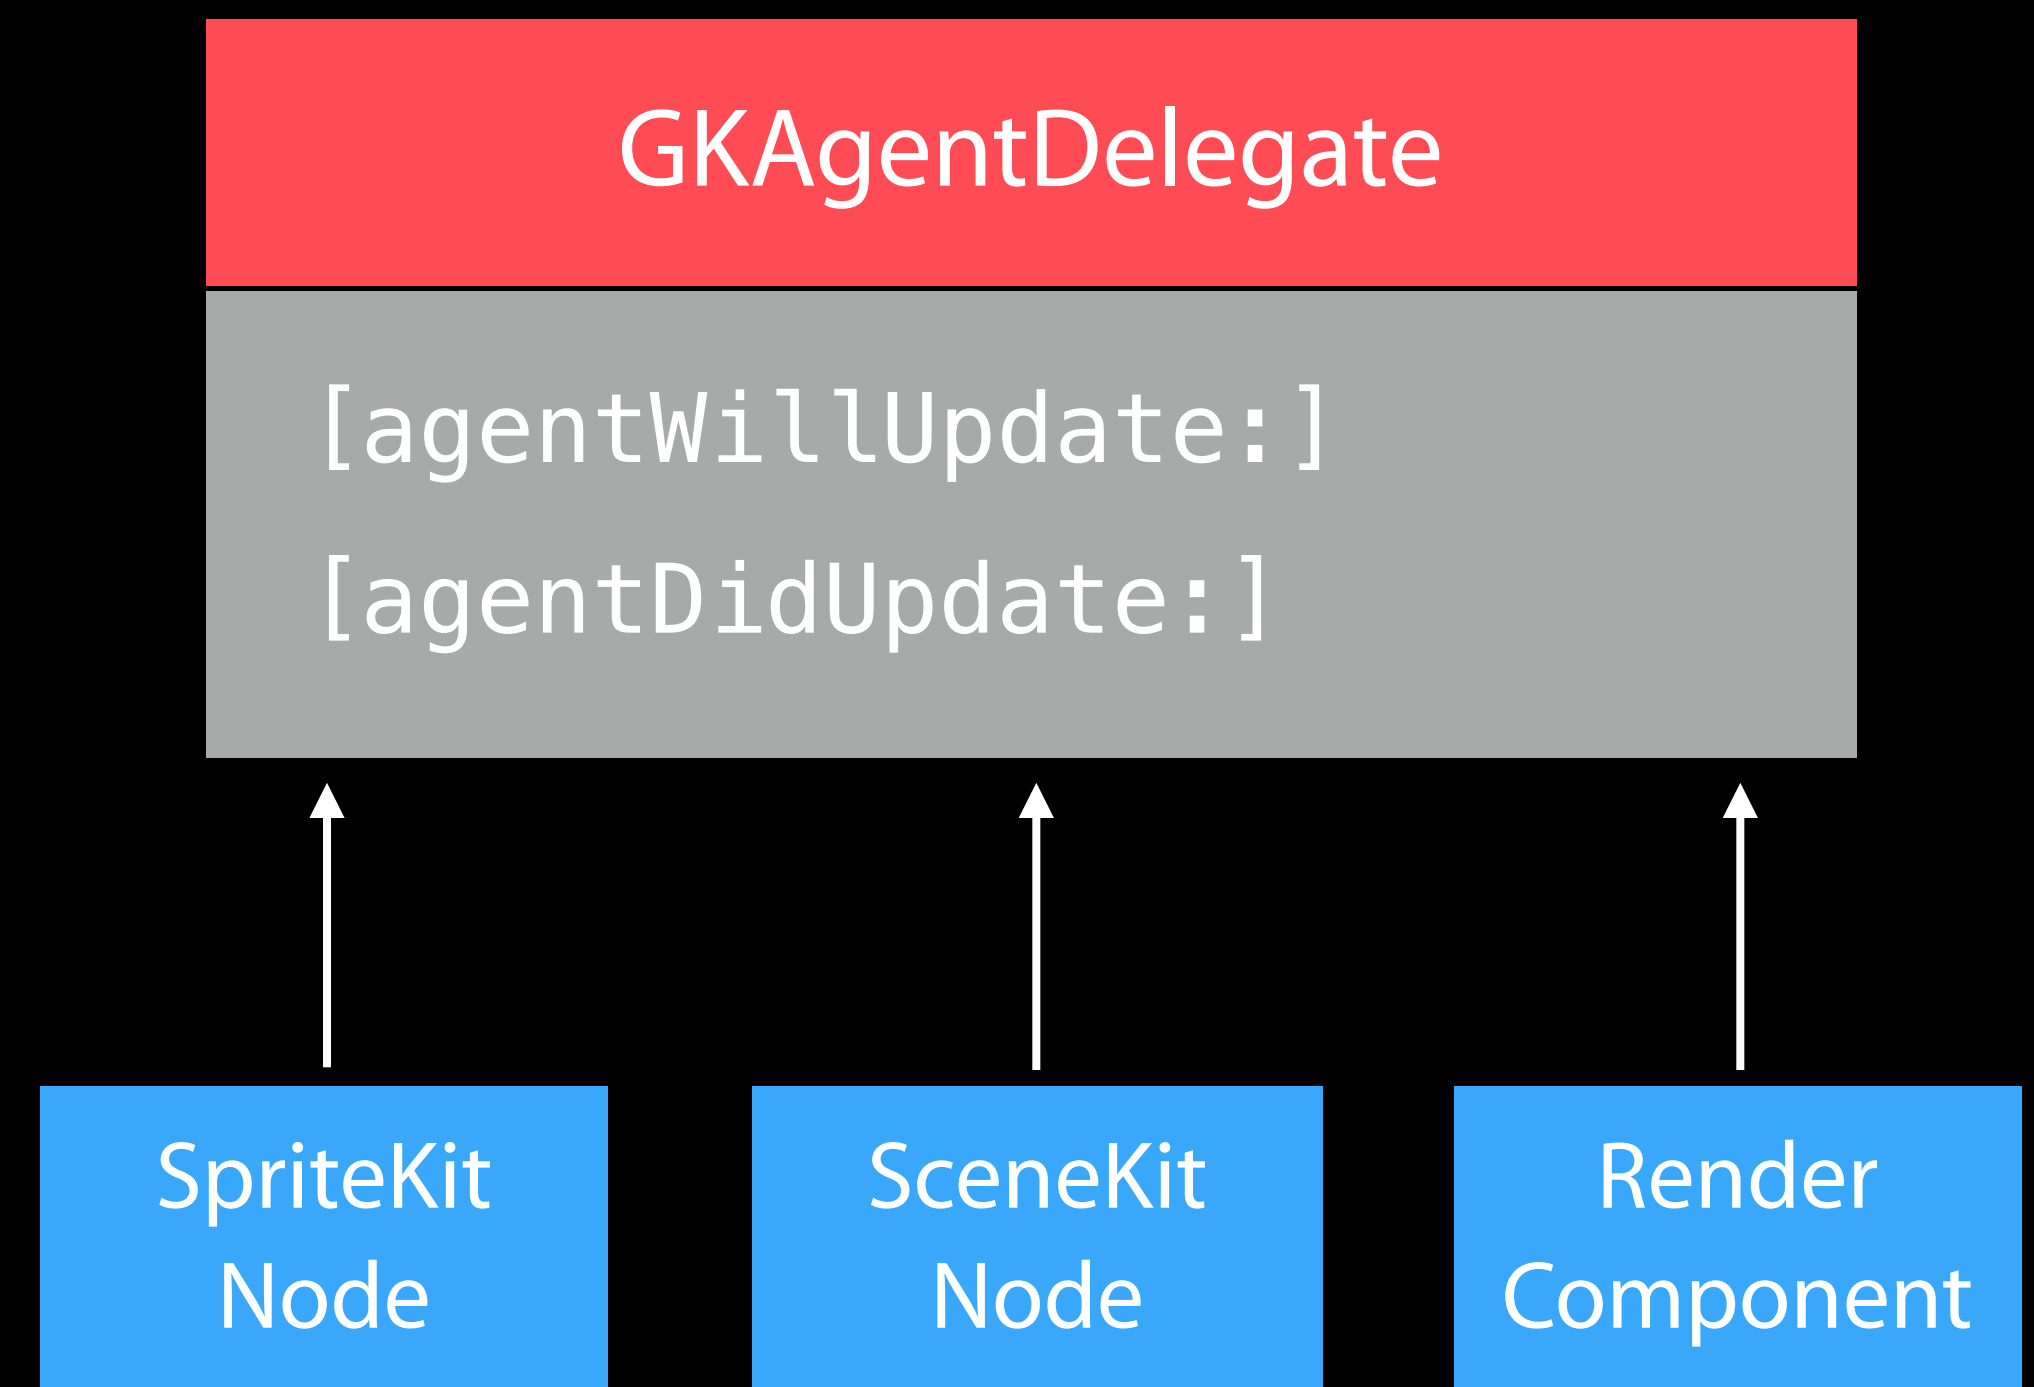 GKAgentDelegate
[agentWillUpdate:]
[agentDidUpdate:]
SpriteKit
Node
SceneKit
Node
Render
Component